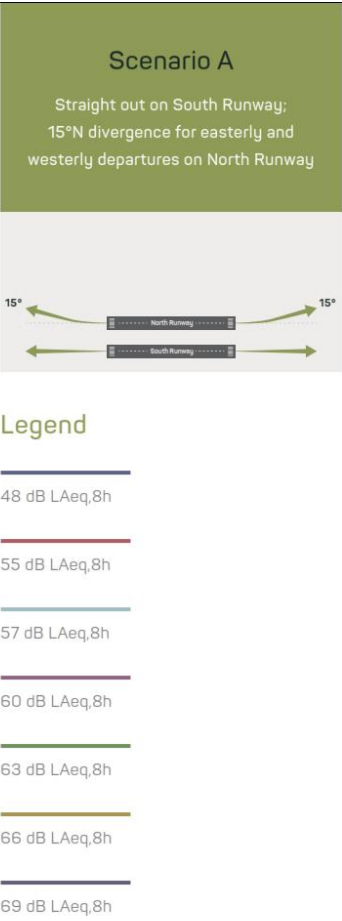 Scenario A
Straight out on South Runway;
15°N divergence for easterly and
westerly departures on North Runway
15°
15°
North Runway
South Runway
Legend
48 dB LAeq,8h
55 dB LAeq,8h
57 dB LAeq,8h
60 dB LAeq,8h
63 dB LAeq,8h
66 dB LAeq,8h
69 dB LAeq,8h